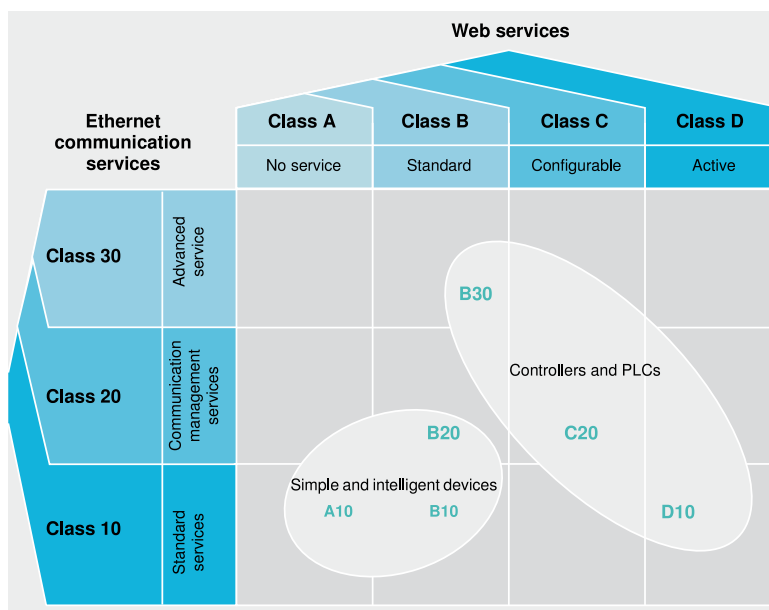 Web services
Ethernet
communication
services
Class A
Class B
Class C
Class D
No service
Standard
Configurable
Active
Class 30
Advanced
service
B30
Class 20
Communication
management
services
Controllers and PLCs
B20
C20
Class 10
Standard
services
Simple and intelligent devices
A10
B10
D10